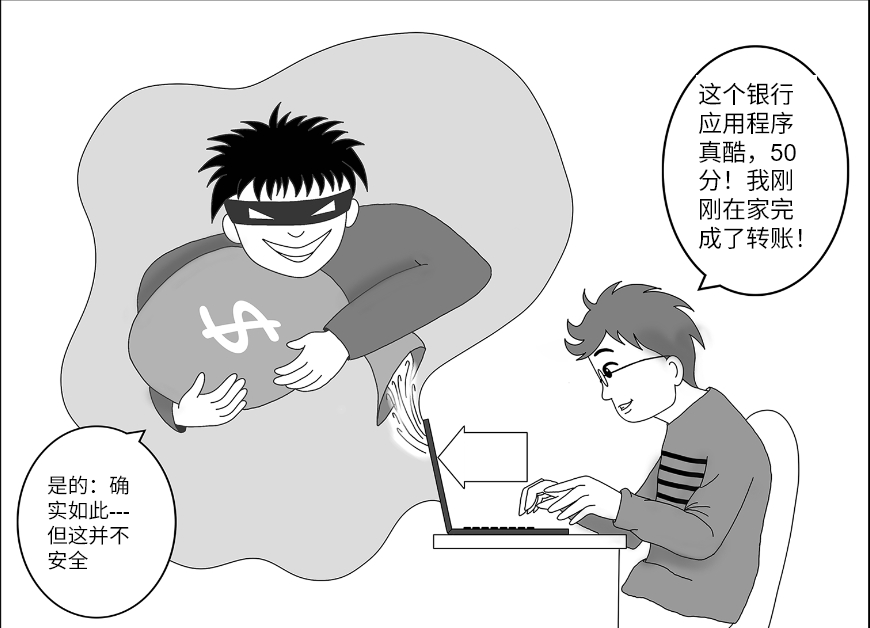 这个银行
应用程序
真酷，50
分！我刚
刚在家完
成了转账！
$
是的：确
实如此---
但这并不
安全